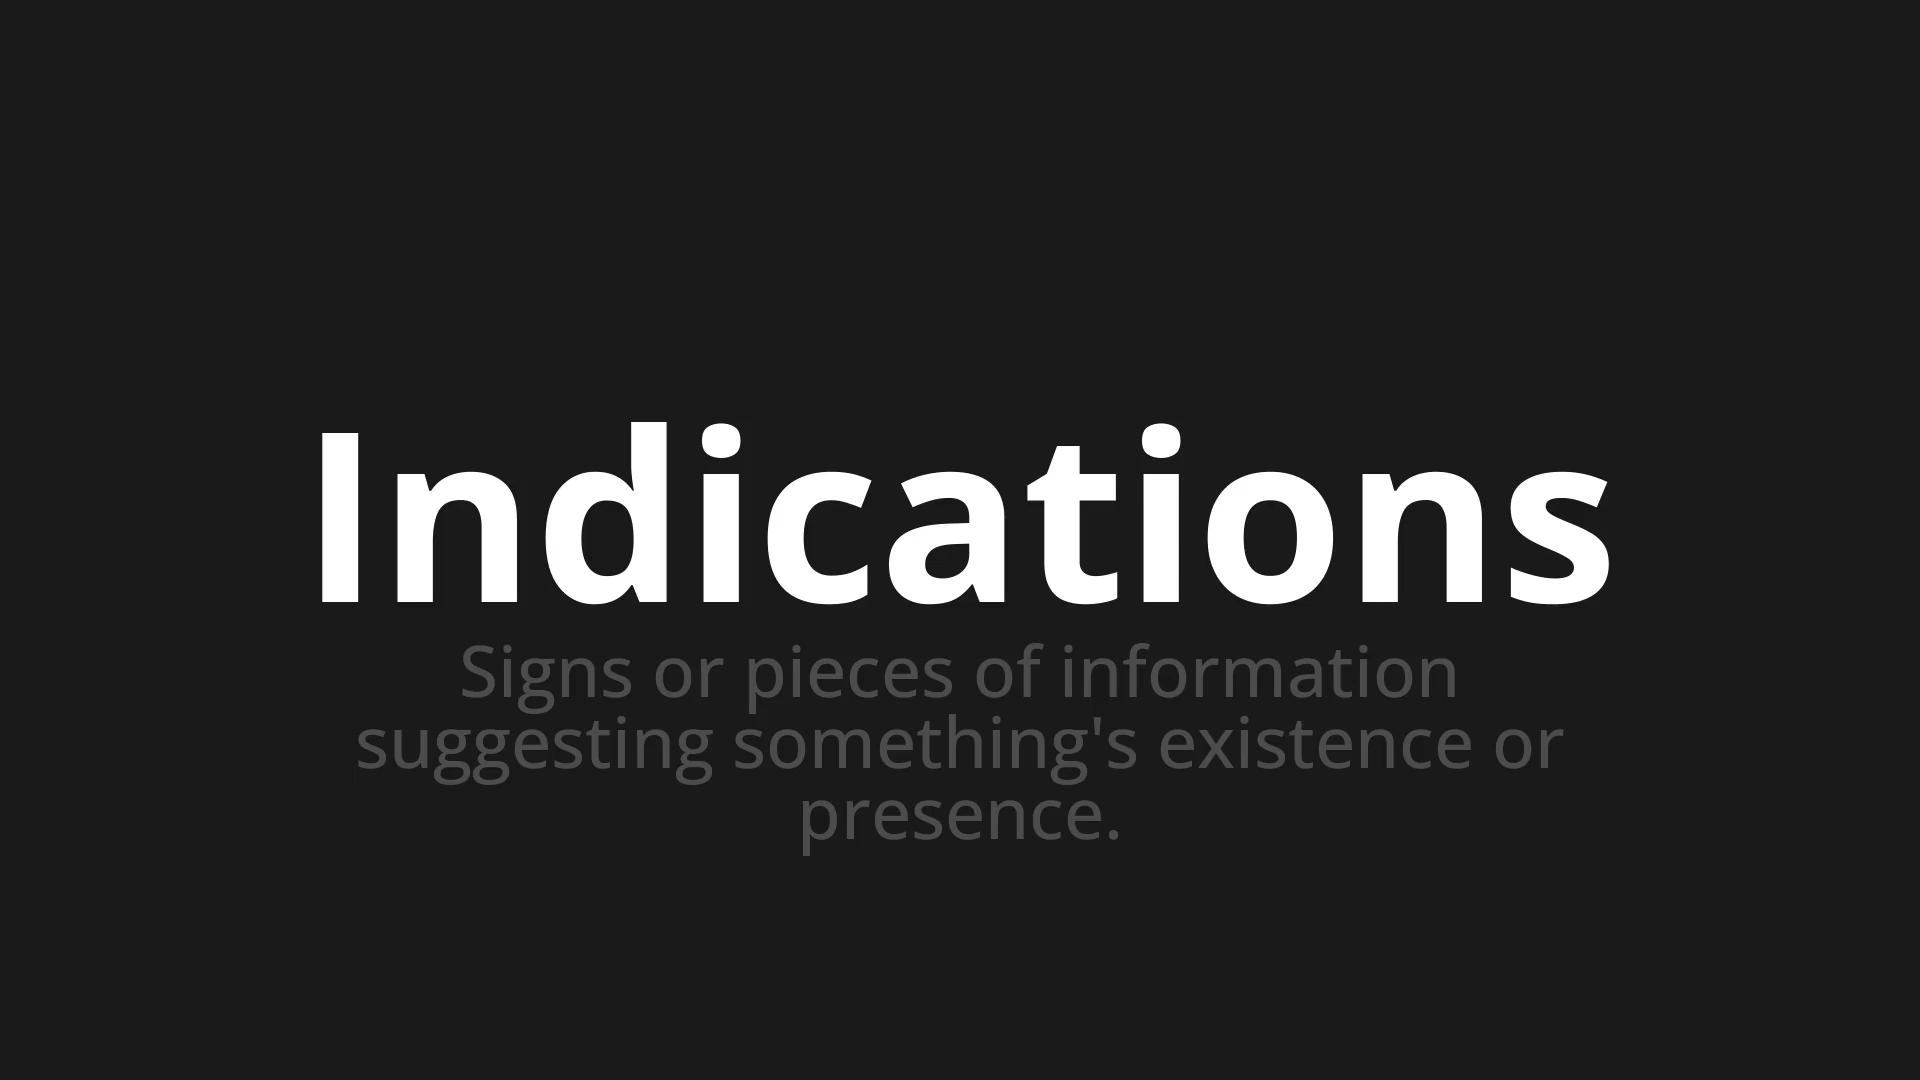 Indications
Signs or pieces of information
suggesting something's existence or
presence.